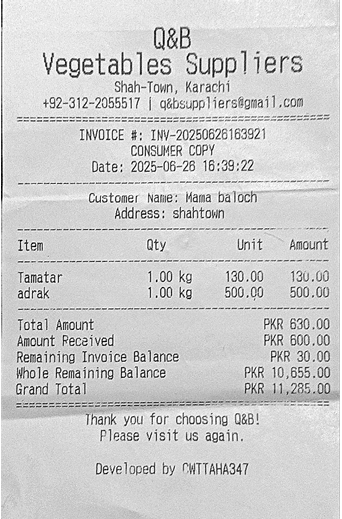 Q&B
Vegetables Suppliers
Shah-Town, Karachi
+92-312-2055517 | q&bsuppliers@gmail.com
INVOICE #: INV-20250626163921
CONSUMER COPY
Date: 2025-06-26 16:39:22
Customer Name: Mama baloch
Address: shahtown
Item Qty Unit Amount
Tamatar 1.00 kg 130.00 130.00
adrak 1.00 kg 500.00 500.00
Total Amount PKR 630.00
Amount Received PKR 600.00
Remaining Invoice Balance PKR 30.00
Whole Remaining Balance PKR 10,655.00
Grand Total PKR 11,285.00
Thank you for choosing Q&B!
Please visit us again.
Developed by CWTTAHA347